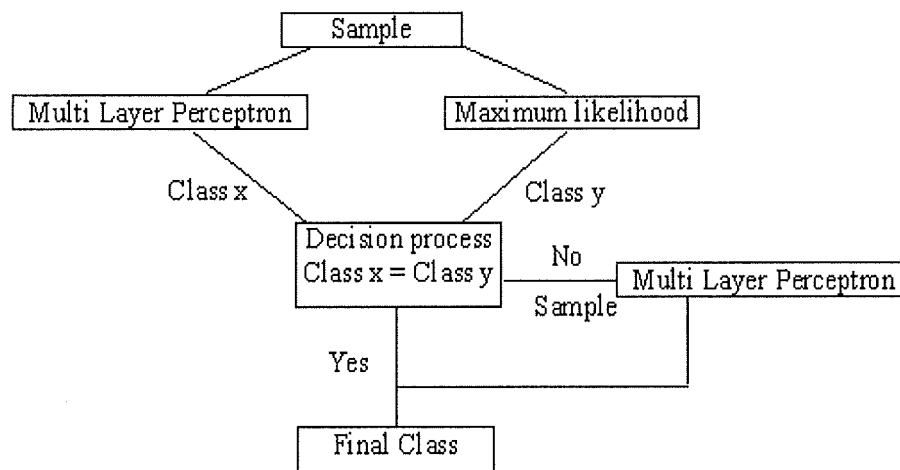 Sample
Multi Layer Perceptron
Maximum likelihood
Class x
Class y
Decision process
Class x = Class y
No
Multi Layer Perceptron
Sample
Yes
Final Class